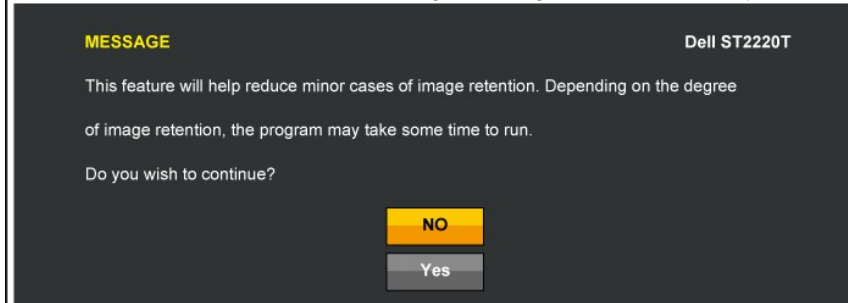 MESSAGE Dell ST2220T
This feature will help reduce minor cases of image retention. Depending on the degree
of image retention, the program may take some time to run.
Do you wish to continue?
NO
Yes